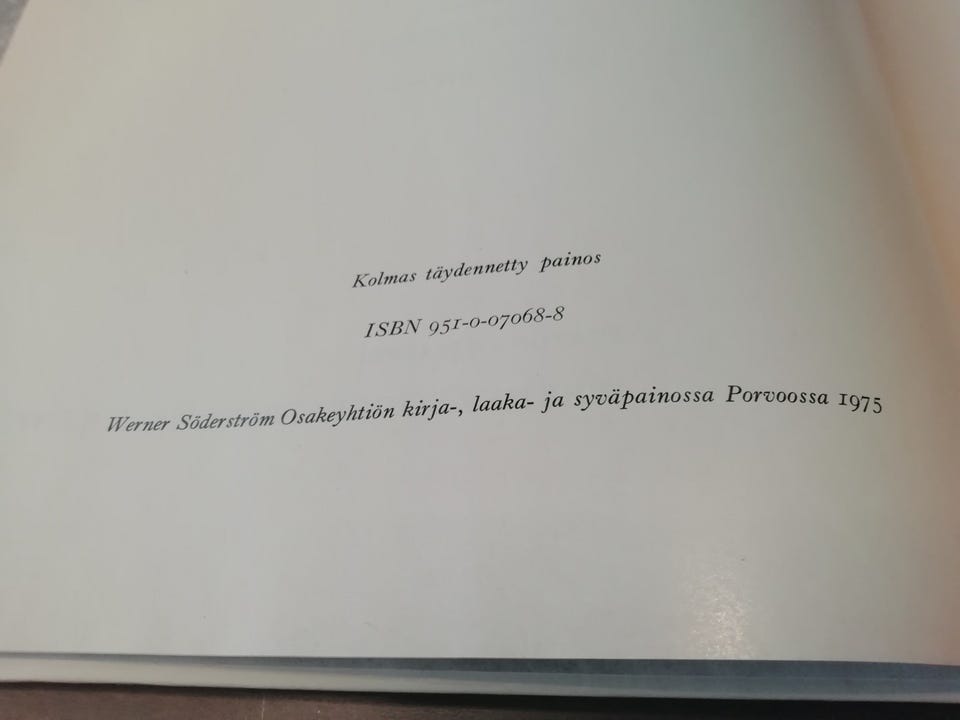 Kolmas täydennetty painos
ISBN 951-0-07068-8
Werner Söderström Osakeyhtiön kirja-, laaka- ja syväpainossa Porvoossa 1975